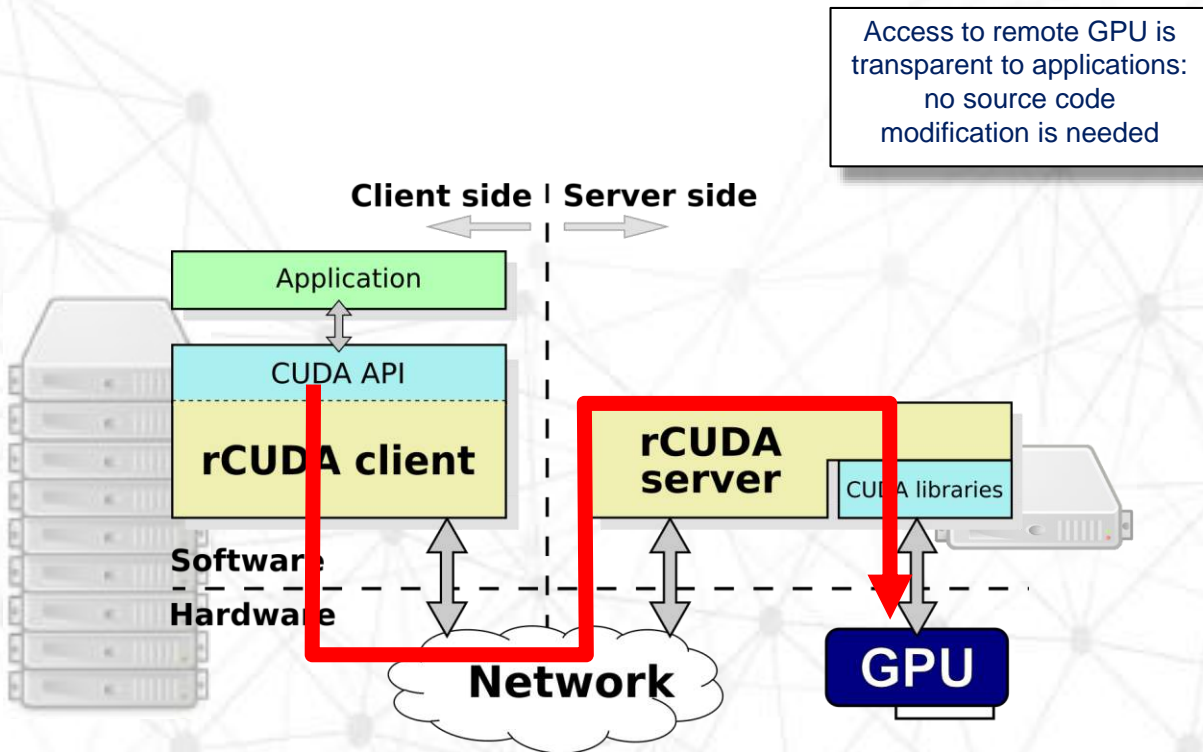 Access to remote GPU is
transparent to applications:
no source code
modification is needed
Client side
Server side
Application
CUDA API
rCUDA client
rCUDA
server
CUDA libraries
Software
Hardware
Network
GPU